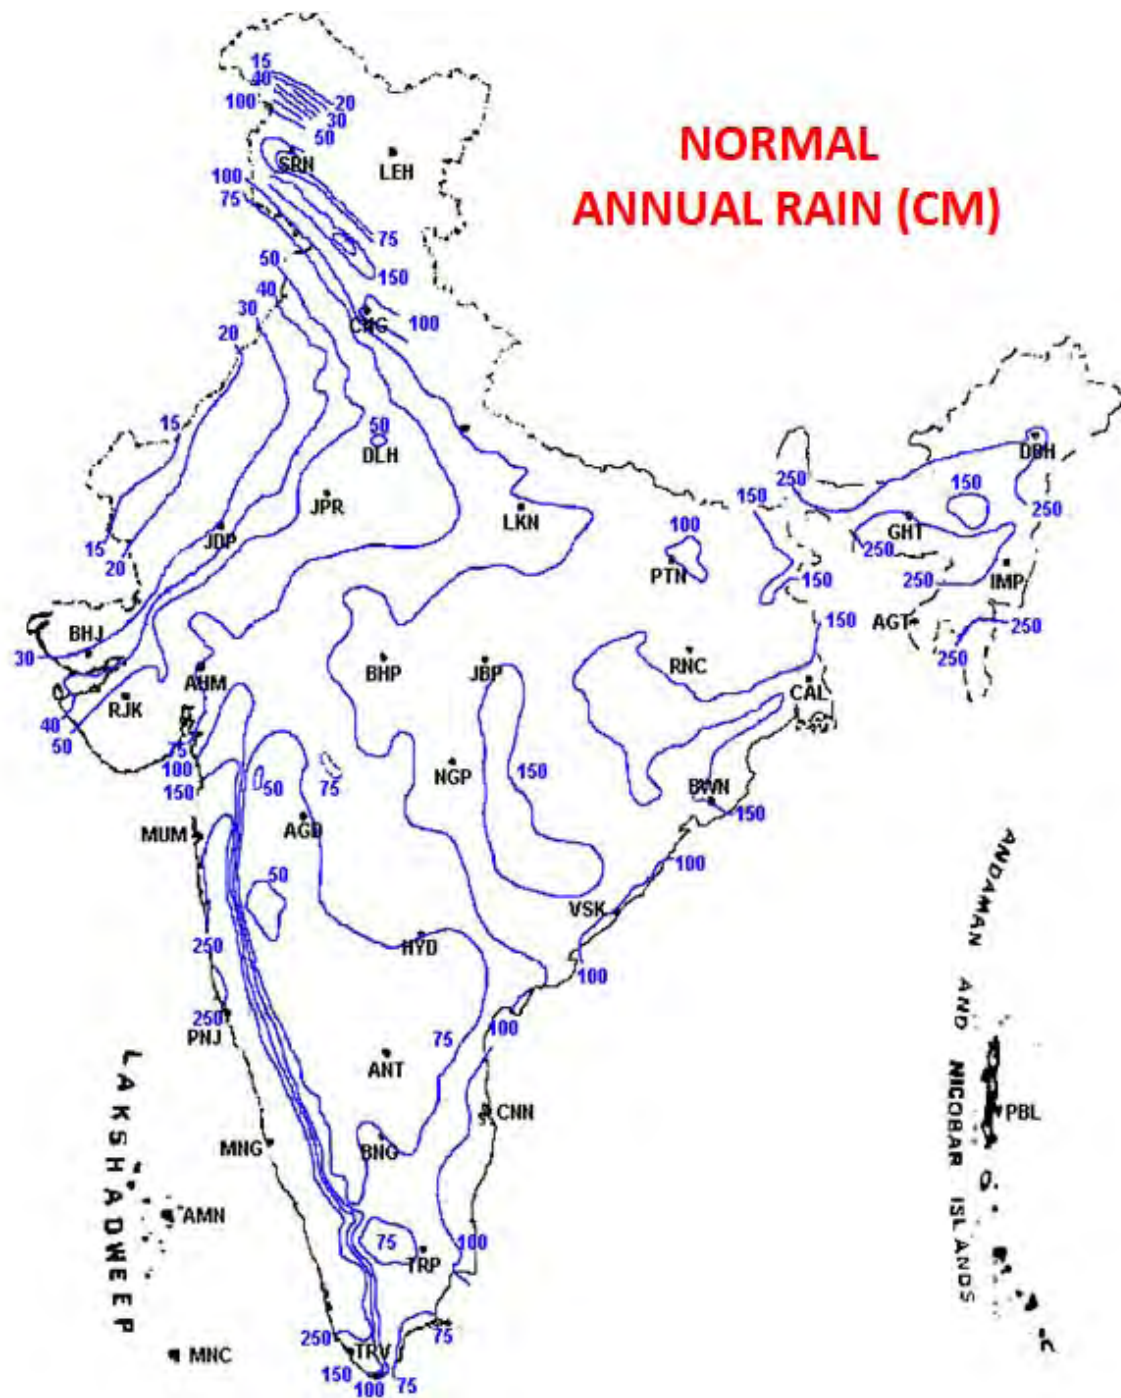 NORMAL
ANNUAL RAIN (CM)
15
40
20
100
30
50
SRN
LEH
100
75
75
50
150
40
30
CHG
100
20
50
15
DLH
DBH
250
150
150
250
JPR
LKN
100
GHT
JDP
15
250
20
PTN
150
250
IMP
AGT
150
250
BHJ
30
250
RNC
BHP
JBP
AHM
CAL
RJK
40
50
75
100
150
50
75
NGP
150
BWN
150
MUM
AGD
50
100
VSK
250
HYD
100
250
PNJ
100
75
ANT
CNN
PBL
MNG
BNG
AMN
75
100
TRP
250
75
TRV
MNC
150
100
75
LAKSHADWEEP
ANDAMAN AND NICOBAR ISLANDS